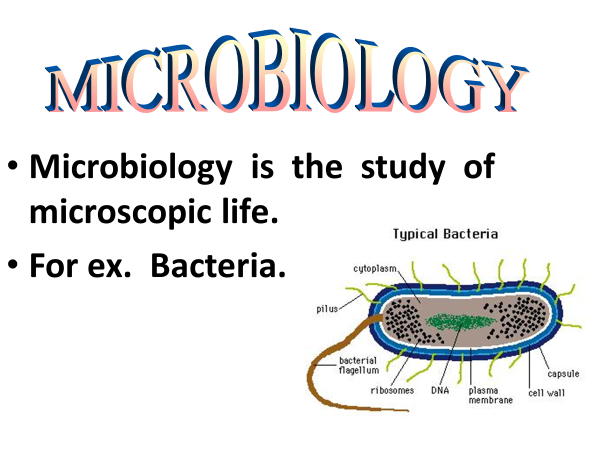 MICROBIOLOGY
• Microbiology is the study of
microscopic life.
• For ex. Bacteria.
Typical Bacteria
cytoplasm
pilus
bacterial
flagellum
ribosomes
DNA
plasma
membrane
cell wall
capsule